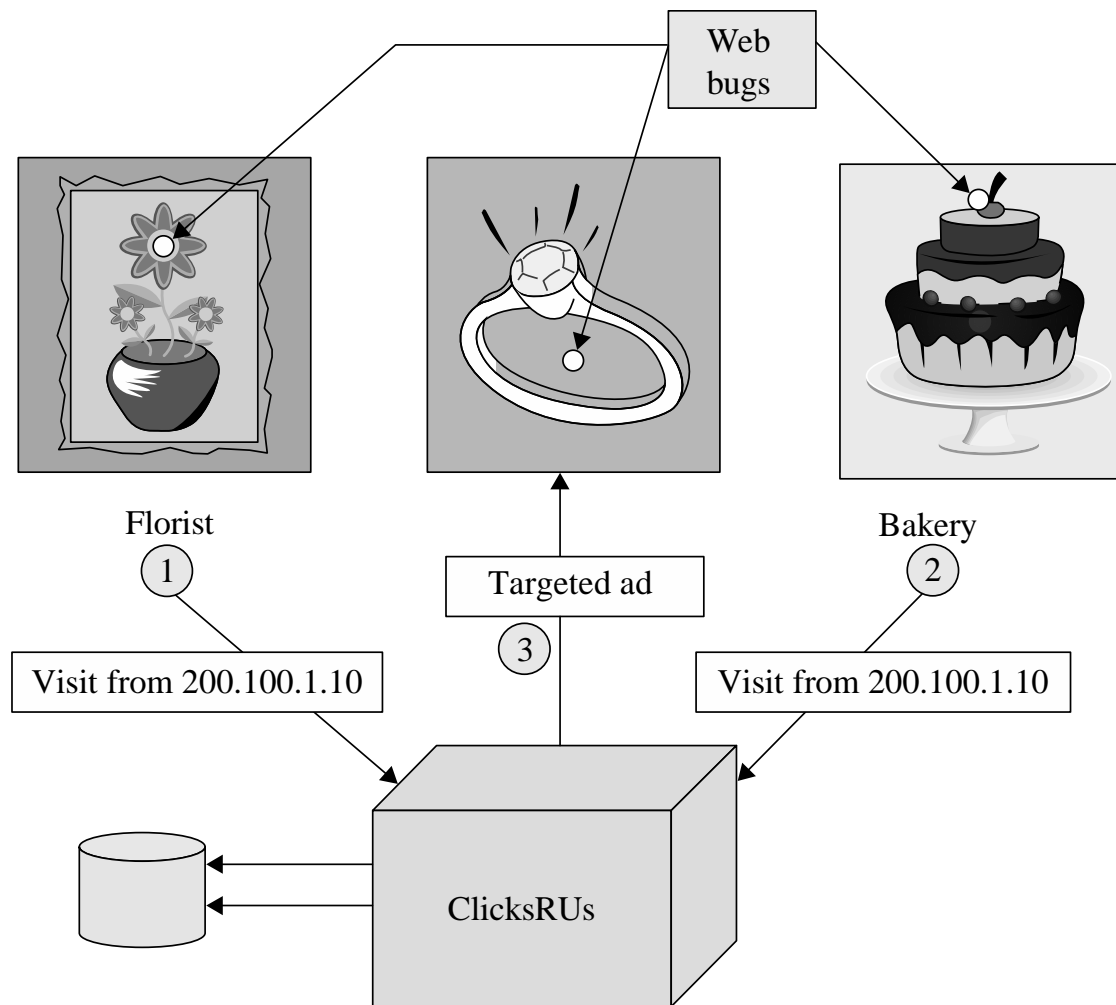 Web
bugs
Florist
Bakery
1
2
Targeted ad
3
Visit from 200.100.1.10
Visit from 200.100.1.10
ClicksRUs